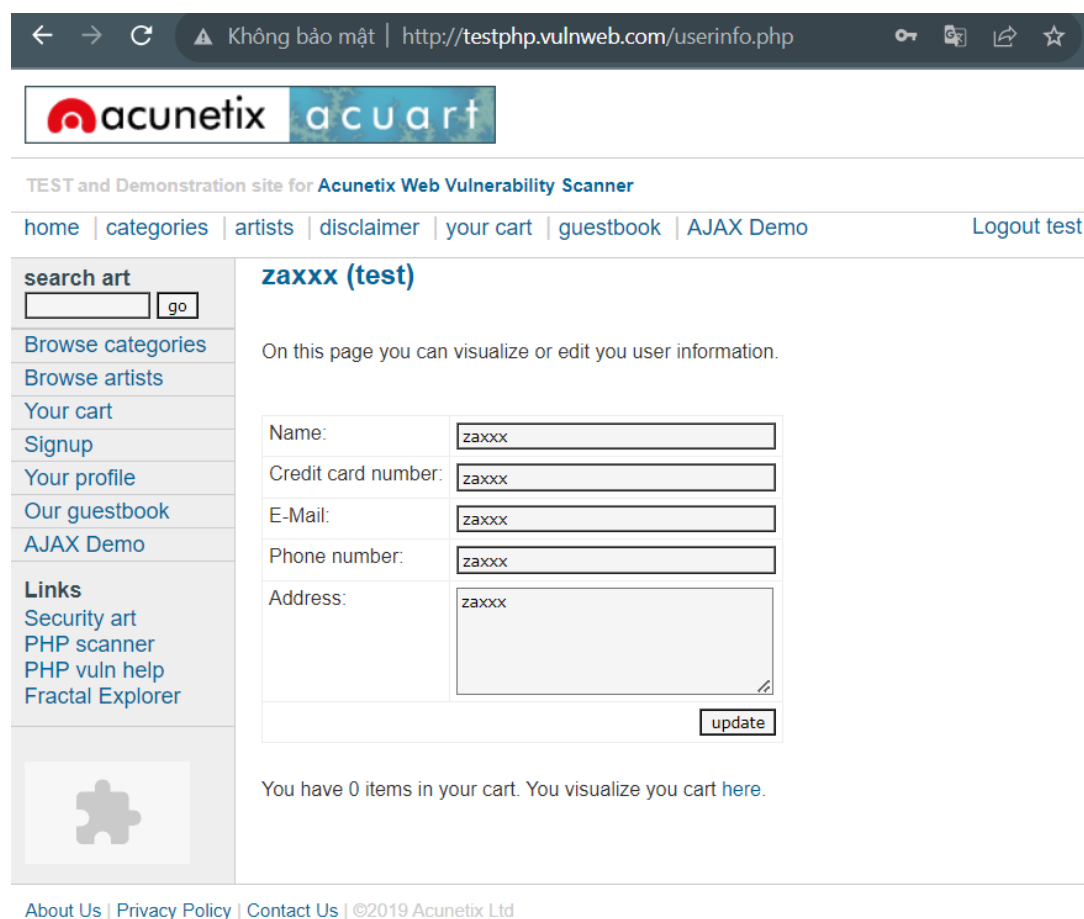 Không bảo mật | http://testphp.vulnweb.com/userinfo.php
acunetix acuart
TEST and Demonstration site for Acunetix Web Vulnerability Scanner
home | categories | artists | disclaimer | your cart | guestbook | AJAX Demo Logout test
search art
go
Browse categories
Browse artists
Your cart
Signup
Your profile
Our guestbook
AJAX Demo
Links
Security art
PHP scanner
PHP vuln help
Fractal Explorer
zaxxx (test)
On this page you can visualize or edit you user information.
Name: zaxxx
Credit card number: zaxxx
E-Mail: zaxxx
Phone number: zaxxx
Address: zaxxx
update
You have 0 items in your cart. You visualize you cart here.
About Us | Privacy Policy | Contact Us | ©2019 Acunetix Ltd